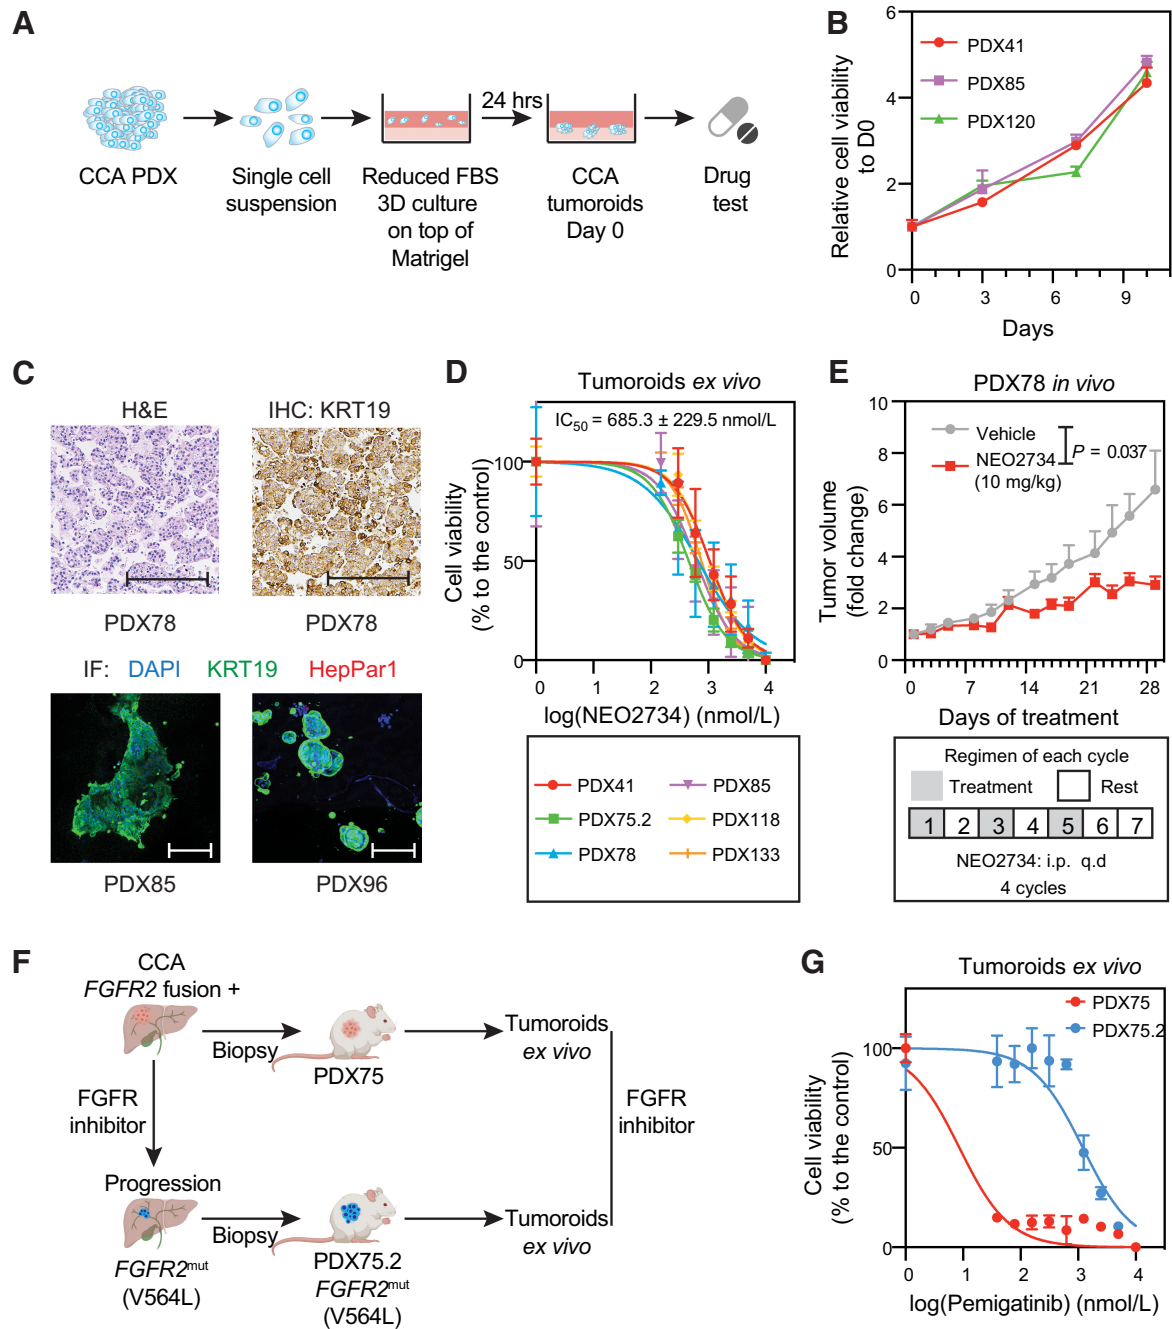 A
CCA PDX
Single cell
suspension
Reduced FBS
3D culture
on top of
Matrigel
24 hrs
CCA
tumoroids
Day 0
Drug
test
B
Relative cell viability
to D0
6
4
2
0
PDX41
PDX85
PDX120
0
3
6
9
Days
C
H&E
IHC: KRT19
PDX78
PDX78
IF: DAPI KRT19 HepPar1
PDX85
PDX96
D
Tumoroids ex vivo
IC50 = 685.3 ± 229.5 nmol/L
Cell viability
(% to the control)
100
50
0
0
1
2
3
4
log(NEO2734) (nmol/L)
PDX41
PDX85
PDX75.2
PDX118
PDX78
PDX133
E
PDX78 in vivo
Tumor volume
(fold change)
10
8
6
4
2
0
Vehicle
NEO2734
(10 mg/kg)
P = 0.037
0
7
14
21
28
Days of treatment
Regimen of each cycle
Treatment
Rest
1 2 3 4 5 6 7
NEO2734: i.p. q.d
4 cycles
F
CCA
FGFR2 fusion +
Biopsy
PDX75
Tumoroids
ex vivo
FGFR
inhibitor
FGFR
inhibitor
Progression
Biopsy
FGFR2mut
(V564L)
PDX75.2
FGFR2mut
(V564L)
Tumoroids
ex vivo
G
Tumoroids ex vivo
PDX75
PDX75.2
Cell viability
(% to the control)
100
50
0
0
1
2
3
4
log(Pemigatinib) (nmol/L)